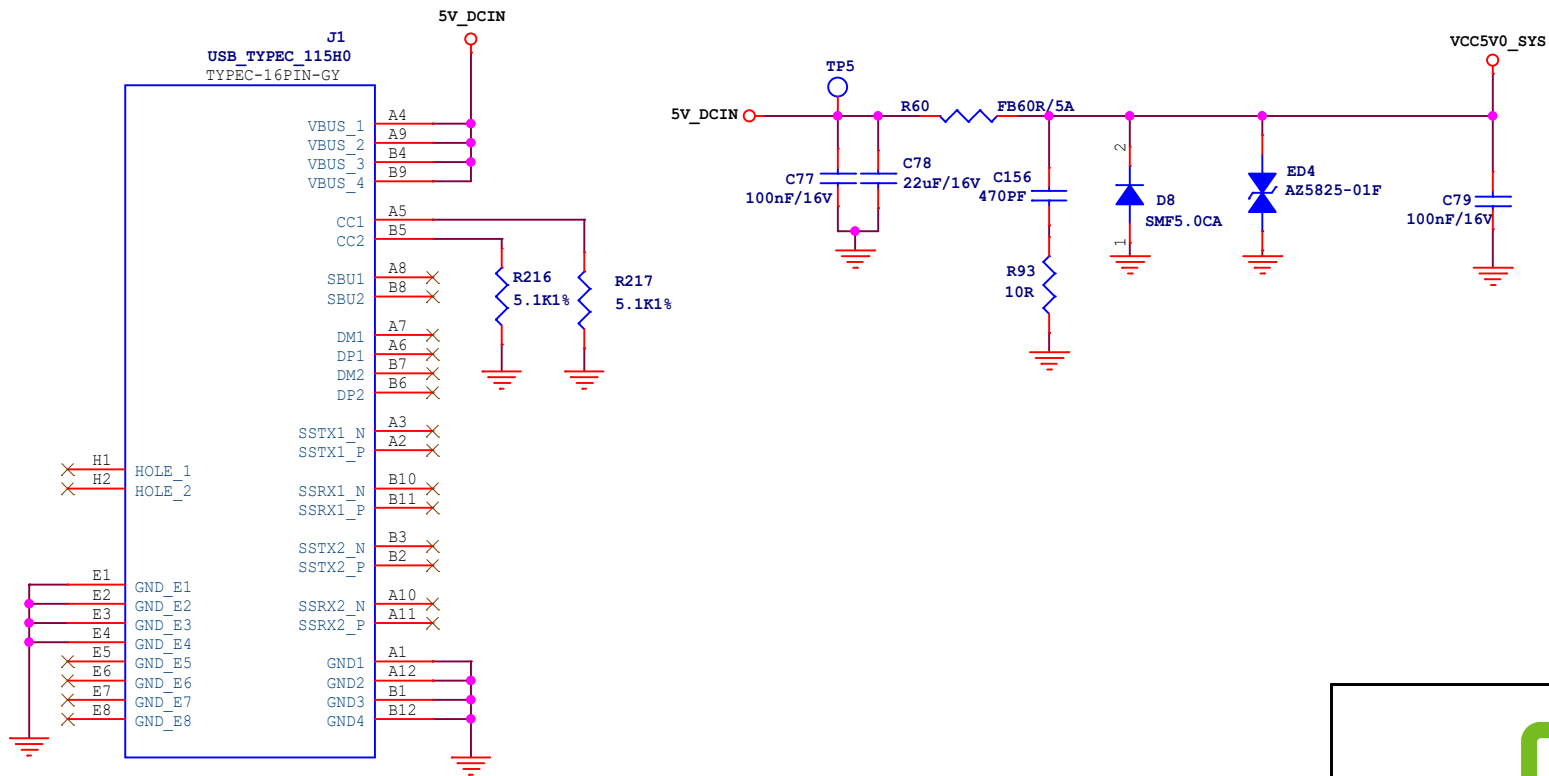 5V_DCIN
J1
USB_TYPEC_115H0
TYPEC-16PIN-GY
VBUS_1 A4
VBUS_2 A9
VBUS_3 B4
VBUS_4 B9
CC1 A5
CC2 B5
SBU1 A8
SBU2 B8
DM1 A7
DP1 A6
DM2 B7
DP2 B6
SSTX1_N A3
SSTX1_P A2
SSRX1_N B10
SSRX1_P B11
SSTX2_N B3
SSTX2_P B2
SSRX2_N A10
SSRX2_P A11
GND1 A1
GND2 A12
GND3 B1
GND4 B12
H1 HOLE_1
H2 HOLE_2
E1 GND_E1
E2 GND_E2
E3 GND_E3
E4 GND_E4
E5 GND_E5
E6 GND_E6
E7 GND_E7
E8 GND_E8
R216
5.1K1%
R217
5.1K1%
VCC5V0_SYS
TP5
5V_DCIN
R60 FB60R/5A
C77
100nF/16V
C78
22uF/16V
C156
470PF
R93
10R
2
D8
SMF5.0CA
1
ED4
AZ5825-01F
C79
100nF/16V